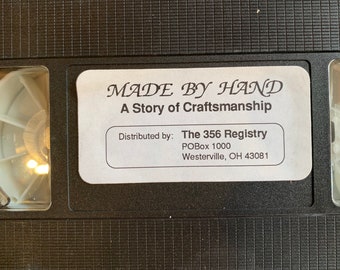 MADE BY HAND
A Story of Craftsmanship
Distributed by: The 356 Registry
POBox 1000
Westerville, OH 43081